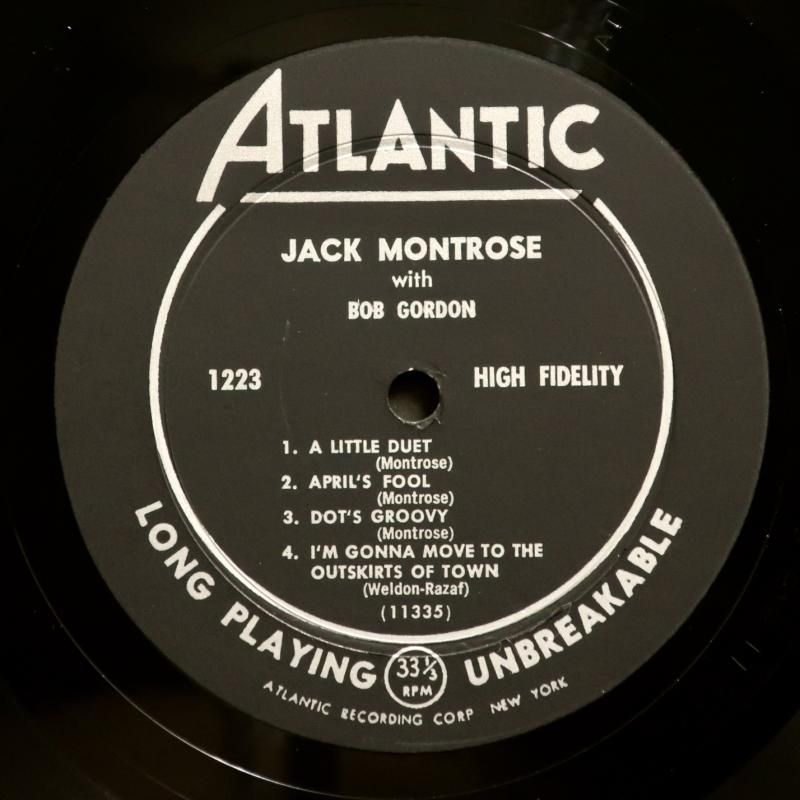 ATLANTIC
JACK MONTROSE
with
BOB GORDON
1223
HIGH FIDELITY
1. A LITTLE DUET
(Montrose)
2. APRIL'S FOOL
(Montrose)
3. DOT'S GROOVY
(Montrose)
4. I'M GONNA MOVE TO THE
OUTSKIRTS OF TOWN
(Weldon-Razaf)
(11335)
LONG PLAYING 33⅓ RPM UNBREAKABLE
ATLANTIC RECORDING CORP NEW YORK